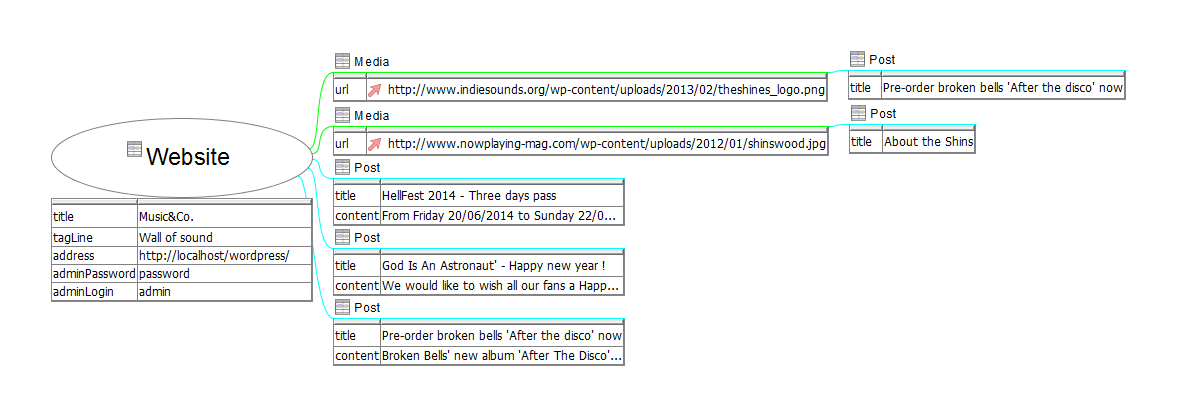 Website
title Music&Co.
tagLine Wall of sound
address http://localhost/wordpress/
adminPassword password
adminLogin admin
Media
url http://www.indiesounds.org/wp-content/uploads/2013/02/theshines_logo.png
Post
title Pre-order broken bells 'After the disco' now
Media
url http://www.nowplaying-mag.com/wp-content/uploads/2012/01/shinswood.jpg
Post
title About the Shins
Post
title HellFest 2014 - Three days pass
content From Friday 20/06/2014 to Sunday 22/0...
Post
title God Is An Astronaut' - Happy new year !
content We would like to wish all our fans a Happ...
Post
title Pre-order broken bells 'After the disco' now
content Broken Bells' new album 'After The Disco'...